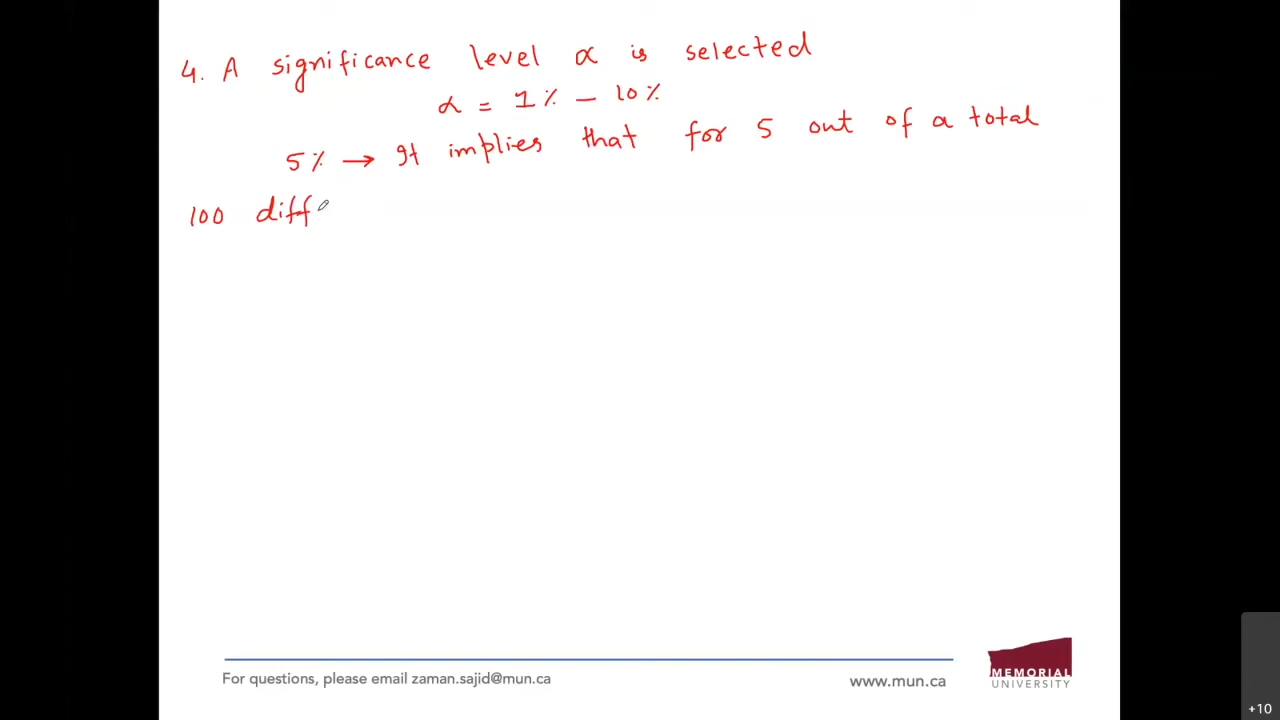 4. A significance level α is selected
α = 1% – 10%
5% → It implies that for 5 out of a total
100 diff
For questions, please email zaman.sajid@mun.ca
www.mun.ca
MEMORIAL
UNIVERSITY
+10